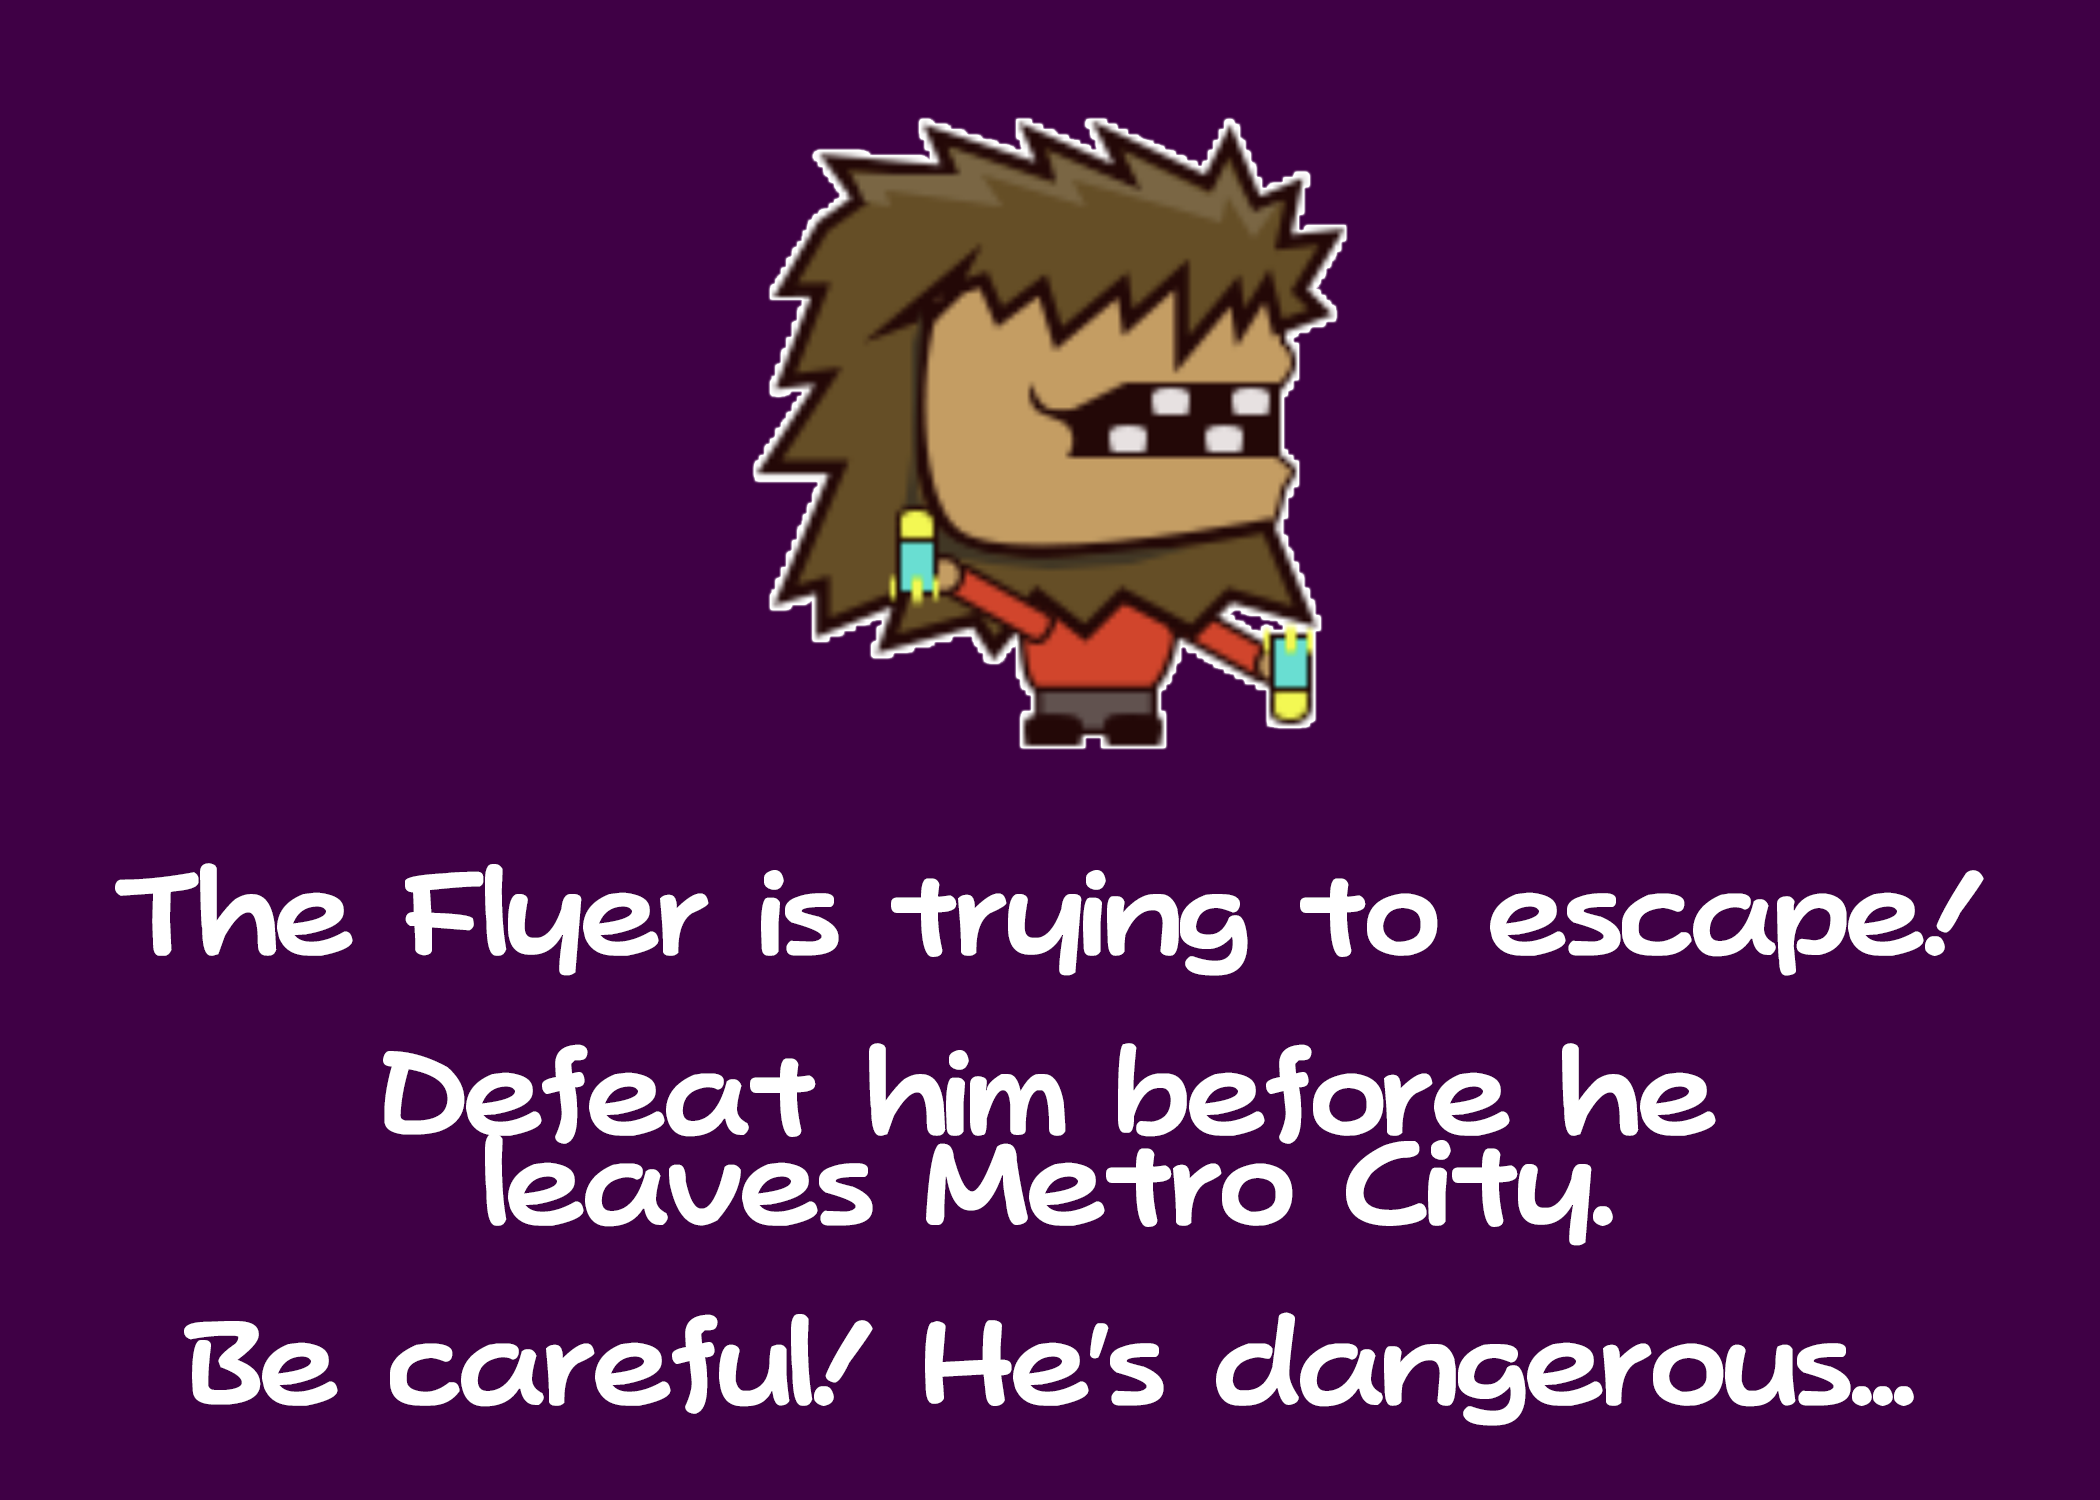 The Flyer is trying to escape!
Defeat him before he
leaves Metro City.
Be careful! He's dangerous...